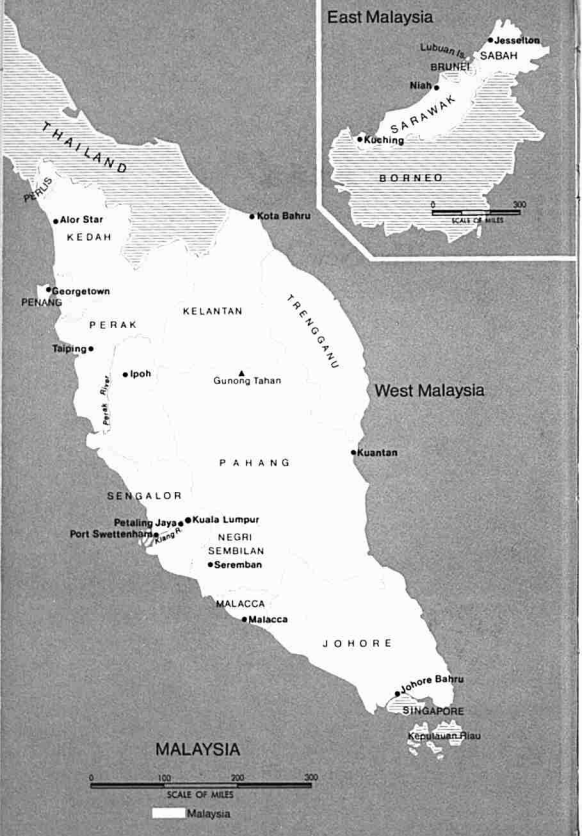 East Malaysia
Jesselton
Lubuan Is.
SABAH
BRUNEI
Niah
SARAWAK
Kuching
BORNEO
0 300
SCALE OF MILES
THAILAND
PERLIS
Kota Bahru
Alor Star
KEDAH
Georgetown
PENANG
KELANTAN
TRENGGANU
PERAK
Taiping
Ipoh
Gunong Tahan
Perak River
West Malaysia
Kuantan
PAHANG
SENGALOR
Petaling Jaya
Kuala Lumpur
Port Swettenham
Klang R.
NEGRI
SEMBILAN
Seremban
MALACCA
Malacca
JOHORE
Johore Bahru
SINGAPORE
Kepulauan Riau
MALAYSIA
0 100 200 300
SCALE OF MILES
Malaysia